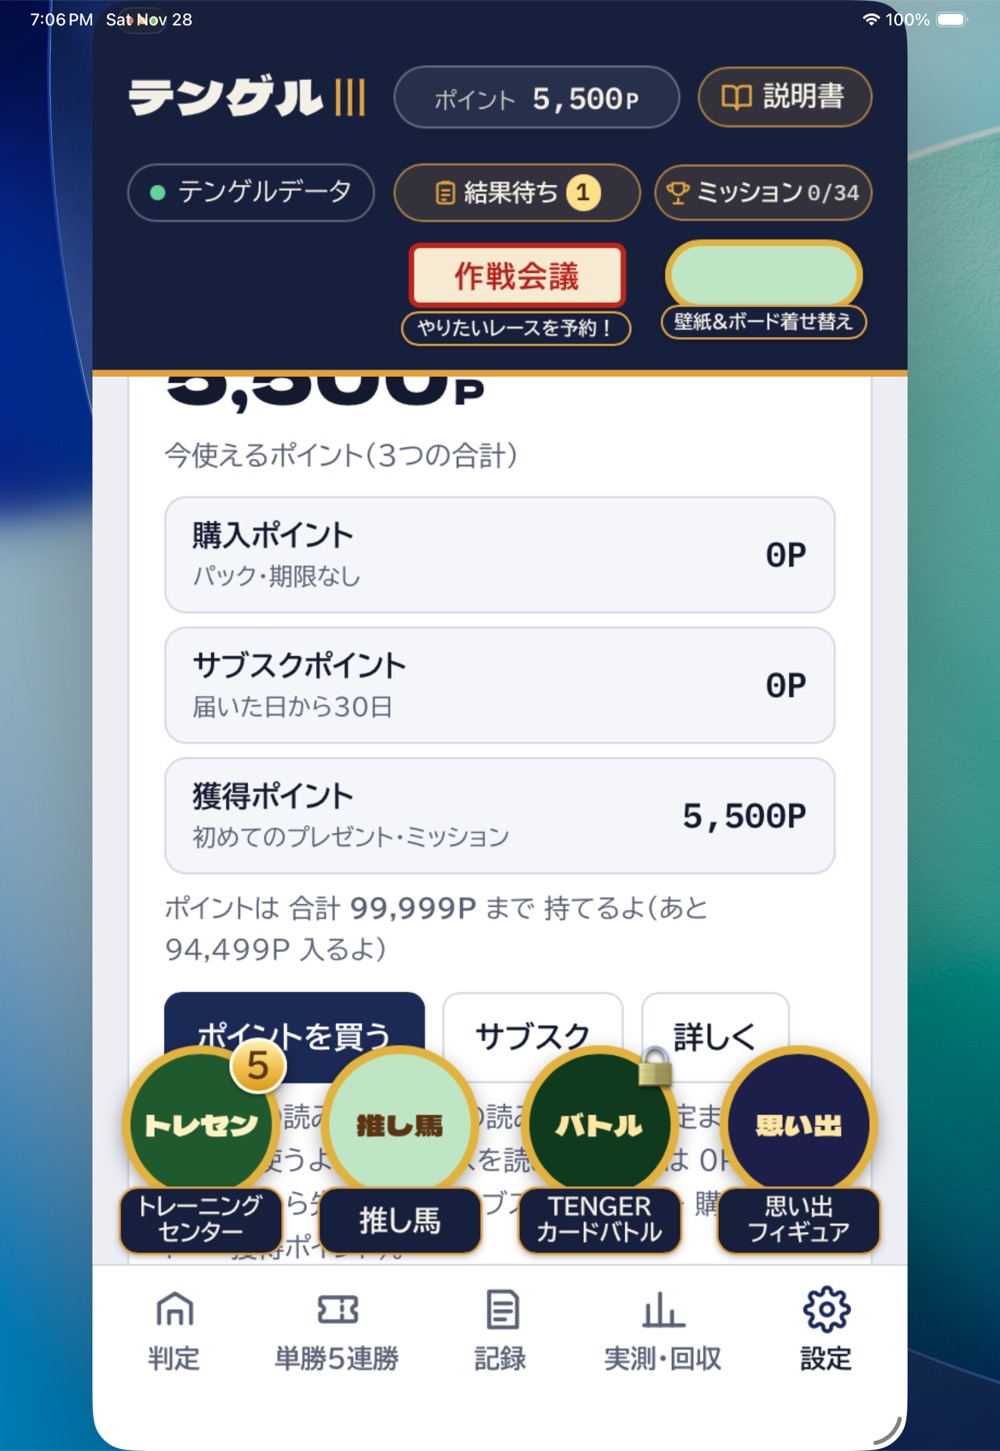 7:06 PM Sat Nov 28 100%
テンゲル
ポイント 5,500P
説明書
テンゲルデータ
結果待ち 1
ミッション 0/34
作戦会議
やりたいレースを予約！
壁紙&ボード着せ替え
5,500P
今使えるポイント(3つの合計)
購入ポイント
パック・期限なし
0P
サブスクポイント
届いた日から30日
0P
獲得ポイント
初めてのプレゼント・ミッション
5,500P
ポイントは 合計 99,999P まで 持てるよ(あと
94,499P 入るよ)
ポイントを買う
サブスク
詳しく
5
トレセン
推し馬
バトル
思い出
トレーニング
センター
推し馬
TENGER
カードバトル
思い出
フィギュア
判定
単勝5連勝
記録
実測・回収
設定